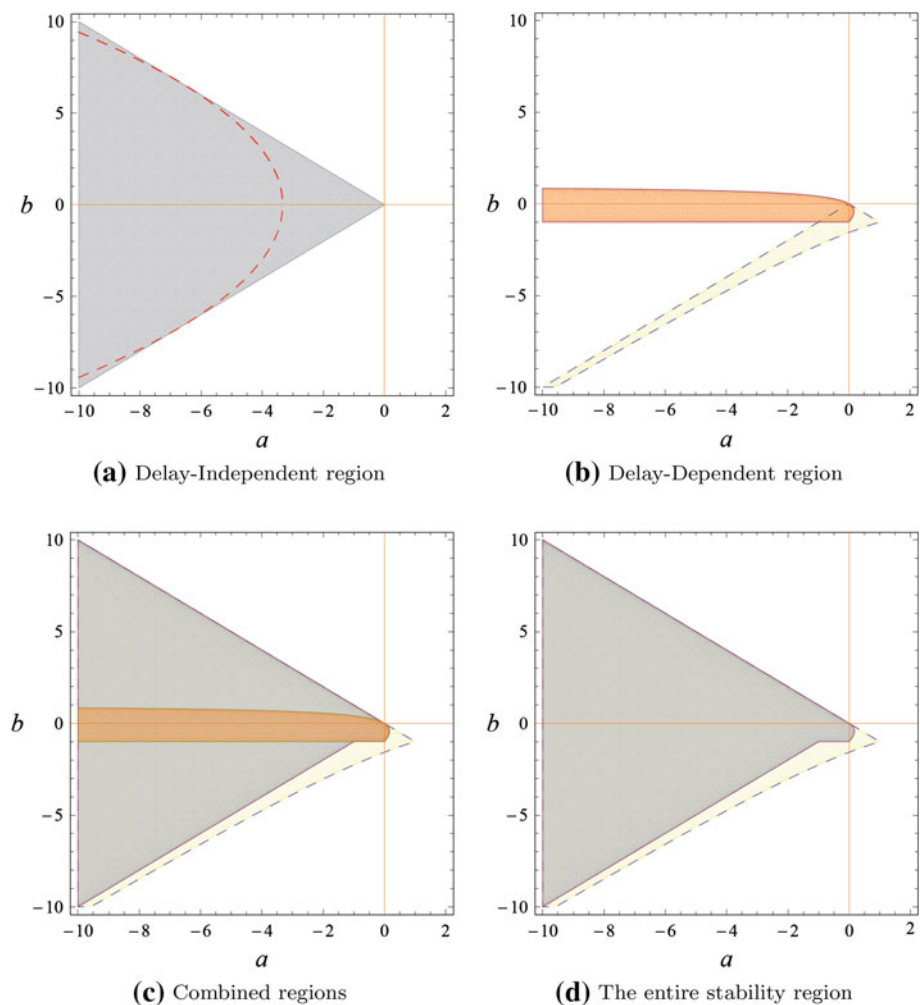 10
5
b
0
−5
−10
−10 −8 −6 −4 −2 0 2
a
(a) Delay-Independent region
10
5
b
0
−5
−10
−10 −8 −6 −4 −2 0 2
a
(b) Delay-Dependent region
10
5
b
0
−5
−10
−10 −8 −6 −4 −2 0 2
a
(c) Combined regions
10
5
b
0
−5
−10
−10 −8 −6 −4 −2 0 2
a
(d) The entire stability region